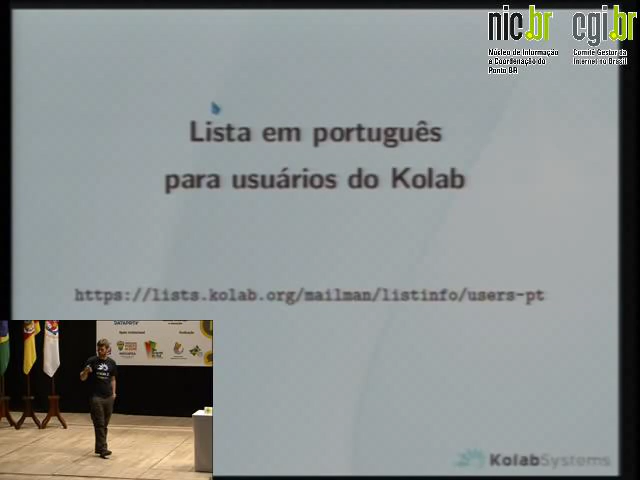 nic.br cgi.br
Núcleo de Informação
e Coordenação do
Ponto BR
Comitê Gestor da
Internet no Brasil
Lista em português
para usuários do Kolab
https://lists.kolab.org/mailman/listinfo/users-pt
KolabSystems